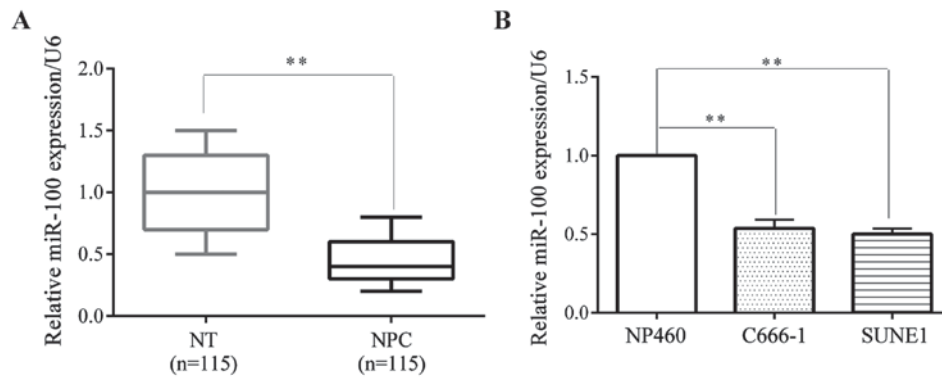 A
Relative miR-100 expression/U6
2.0
1.5
1.0
0.5
0.0
**
NT
(n=115)
NPC
(n=115)
B
Relative miR-100 expression/U6
1.5
1.0
0.5
0.0
**
**
NP460
C666-1
SUNE1